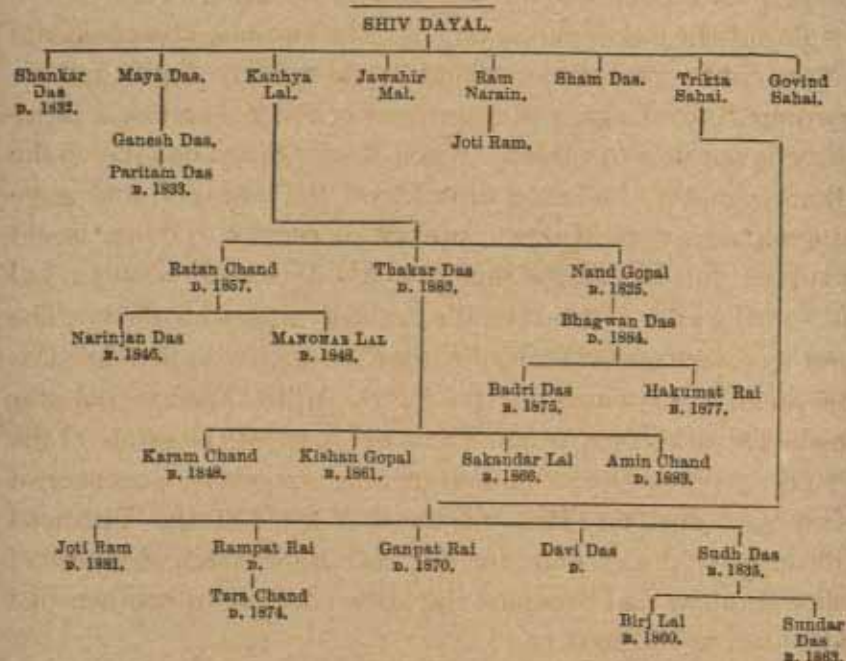 SHIV DAYAL.
Shankar Das D. 1832.
Maya Das.
Kanhya Lal.
Jawahir Mal.
Ram Narain.
Sham Das.
Trikta Sahai.
Govind Sahai.
Ganesh Das.
Joti Ram.
Paritam Das
B. 1833.
Ratan Chand
D. 1857.
Thakar Das
D. 1883.
Nand Gopal
B. 1825.
Narinjan Das
B. 1846.
MANOHAR LAL
B. 1848.
Bhagwan Das
D. 1884.
Badri Das
B. 1875.
Hakumat Rai
B. 1877.
Karam Chand
B. 1848.
Kishan Gopal
B. 1861.
Sakandar Lal
B. 1866.
Amin Chand
D. 1883.
Joti Ram
D. 1881.
Rampat Rai
D.
Ganpat Rai
D. 1870.
Davi Das
D.
Sudh Das
B. 1835.
Tara Chand
D. 1874.
Birj Lal
B. 1860.
Sundar Das
B. 1863.